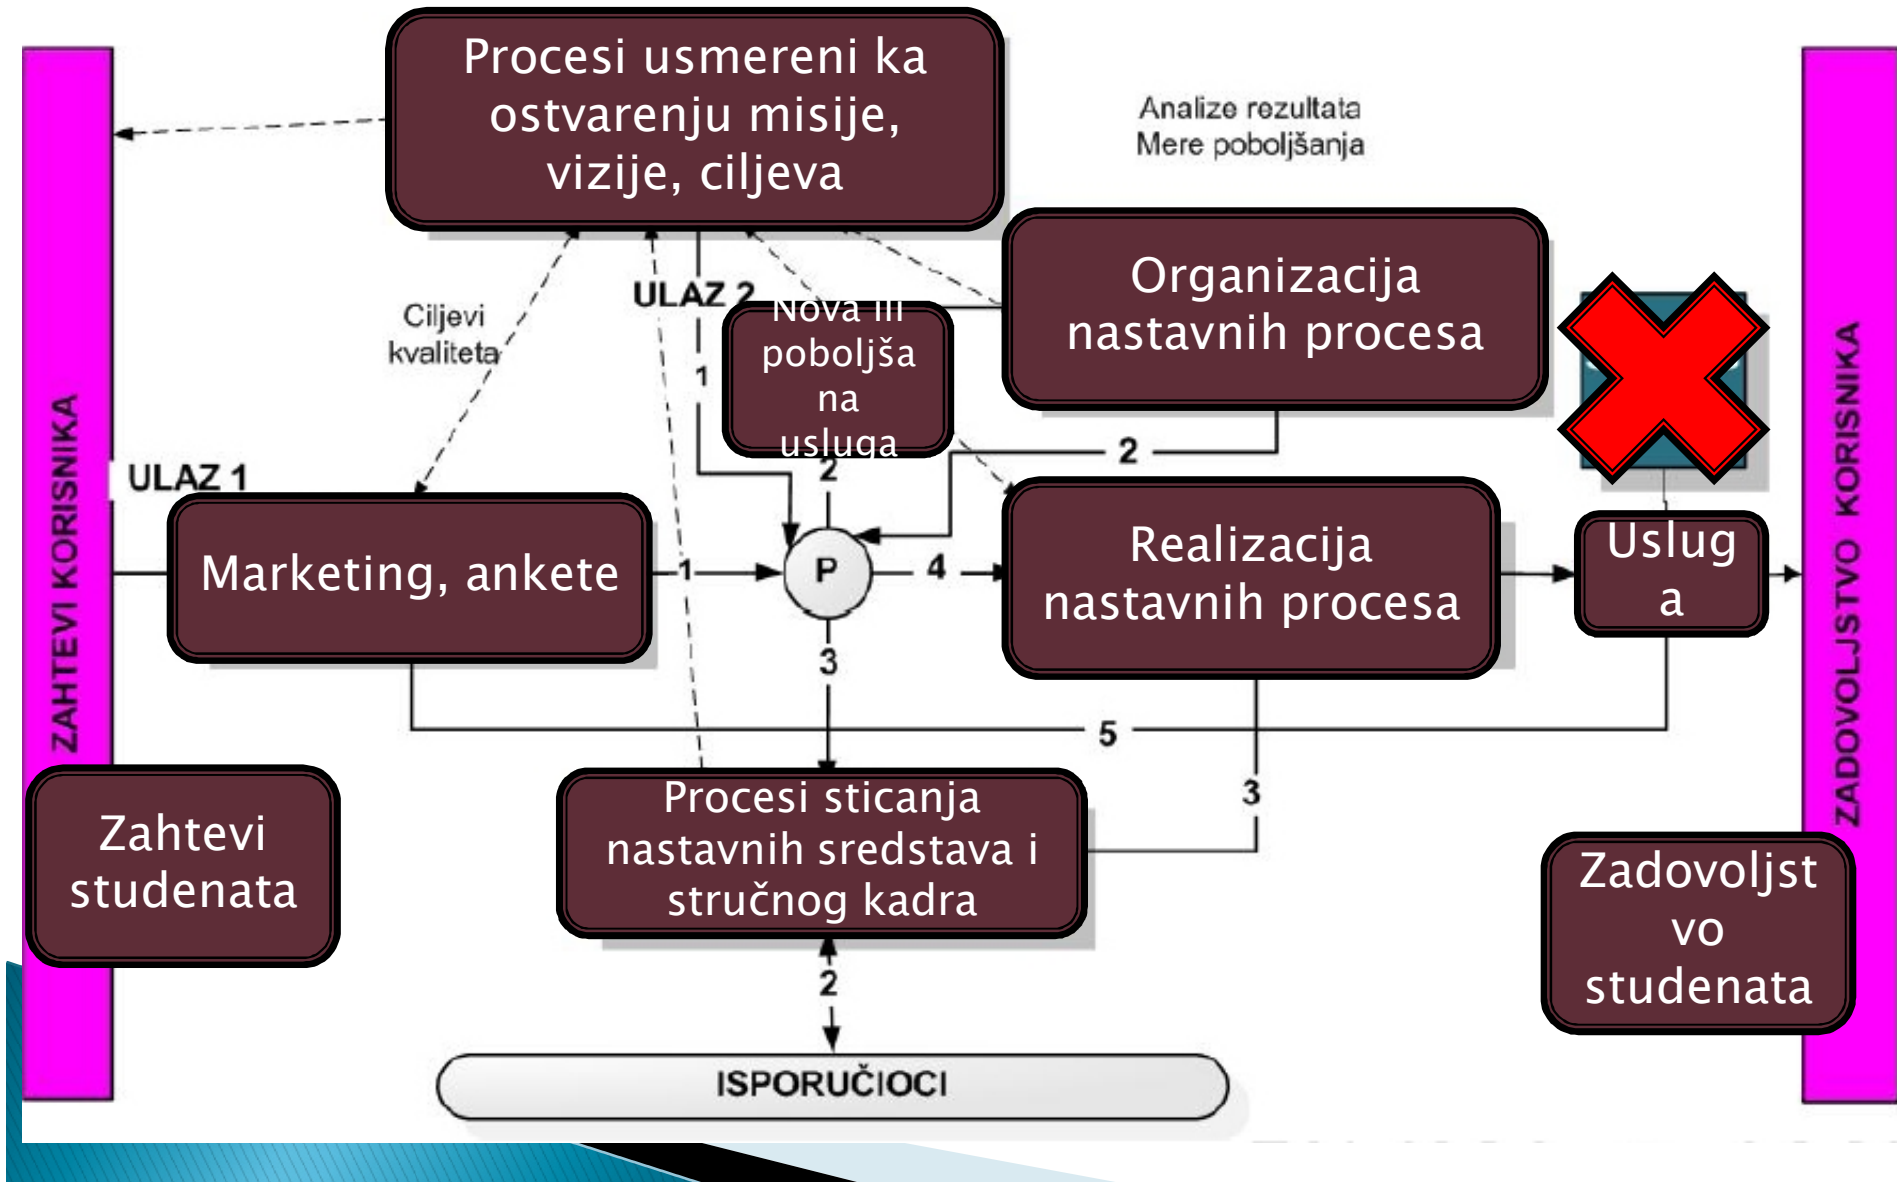 Procesi usmereni ka
ostvarenju misije,
vizije, ciljeva
Analize rezultata
Mere poboljšanja
Organizacija
nastavnih procesa
ULAZ 2
Ciljevi
kvaliteta
1
Nova ili
poboljša
na
usluga
2
2
ZAHTEVI KORISNIKA
ULAZ 1
Marketing, ankete
1
P
4
Realizacija
nastavnih procesa
Uslug
a
ZADOVOLJSTVO KORISNIKA
3
5
3
Procesi sticanja
nastavnih sredstava i
stručnog kadra
Zahtevi
studenata
Zadovoljst
vo
studenata
2
ISPORUČIOCI